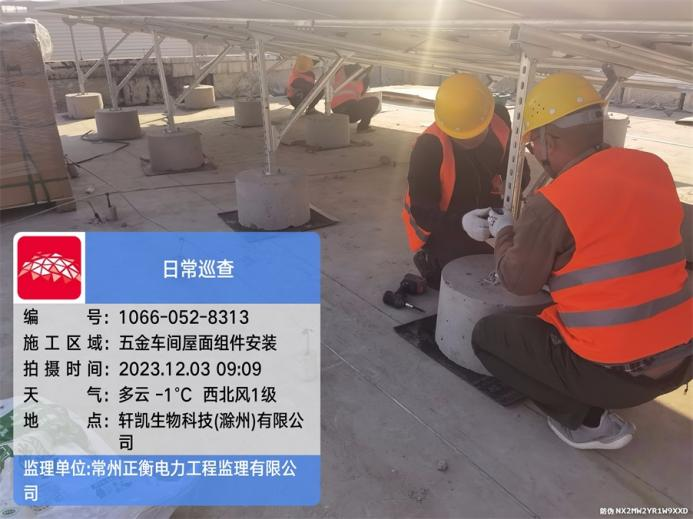 日常巡查
编 号: 1066-052-8313
施工区域: 五金车间屋面组件安装
拍摄时间: 2023.12.03 09:09
天 气: 多云 -1℃ 西北风1级
地 点: 轩凯生物科技(滁州)有限公
司
监理单位:常州正衡电力工程监理有限公
司
防伪 NX2MW2YR1W9XXD